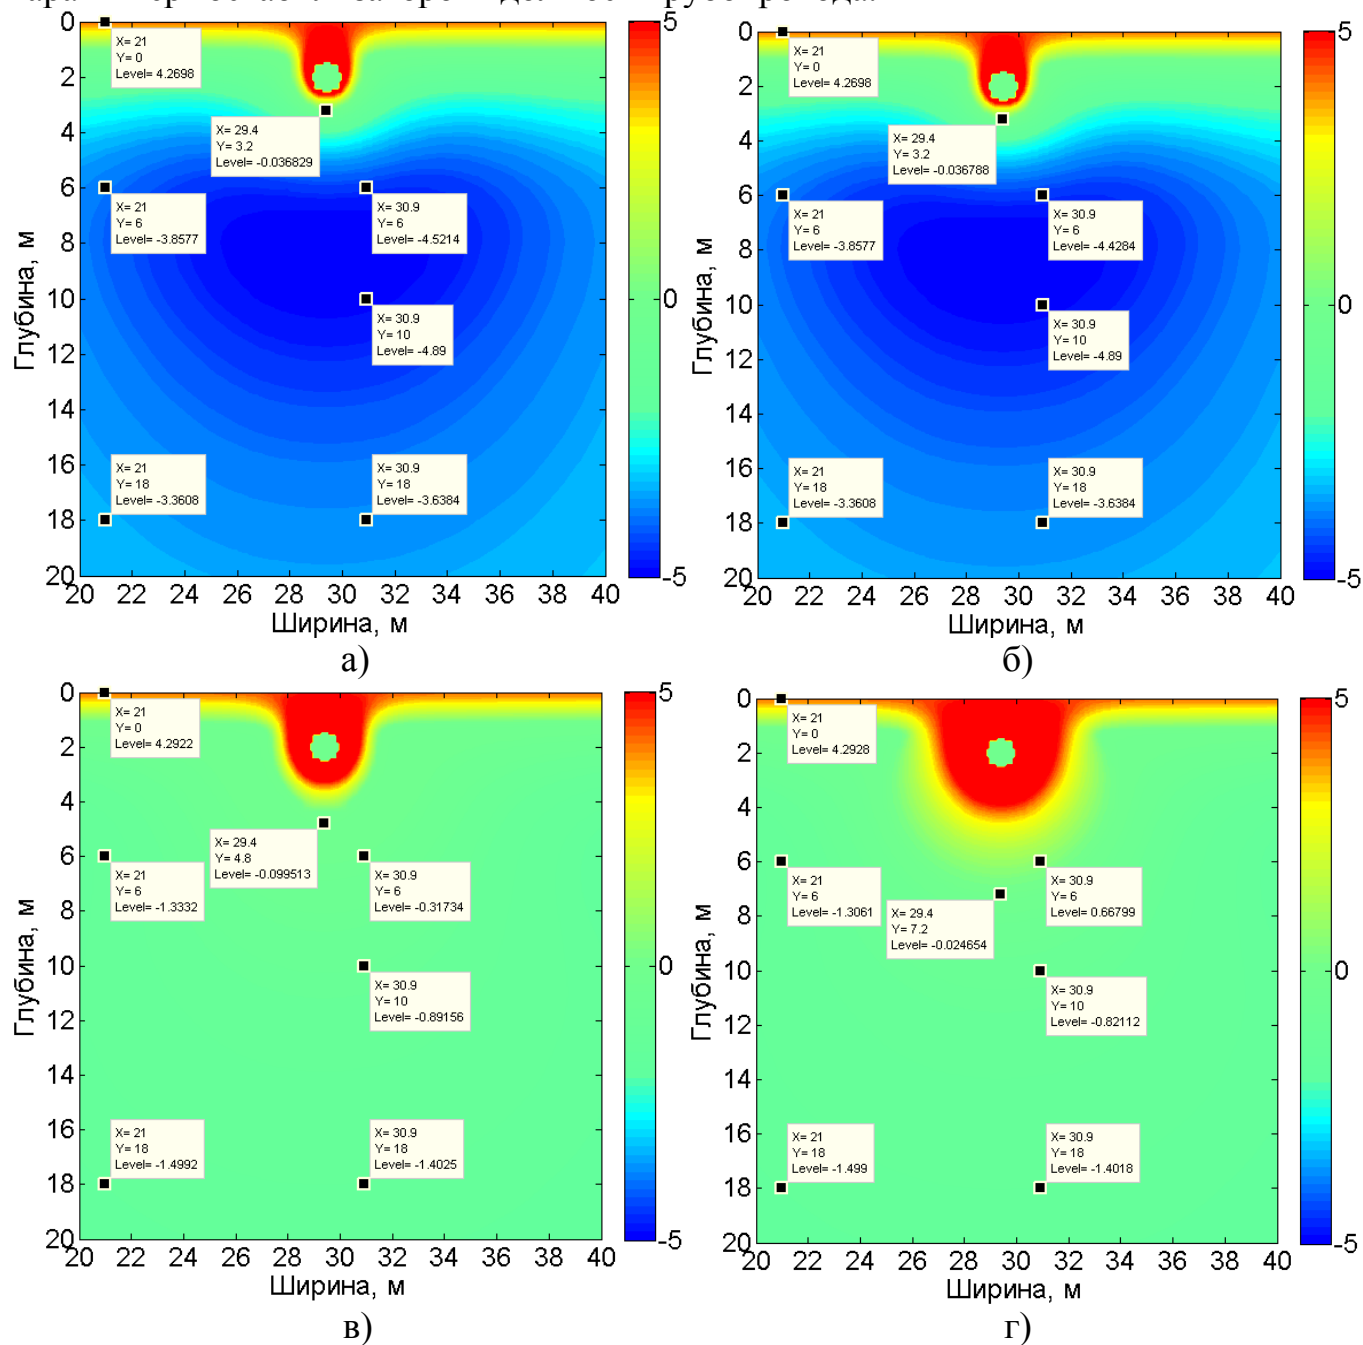 0
2
4
6
8
10
12
14
16
18
20
Глубина, м
X= 21
Y= 0
Level= 4.2698
X= 29.4
Y= 3.2
Level= -0.036829
X= 21
Y= 6
Level= -3.8577
X= 30.9
Y= 6
Level= -4.5214
X= 30.9
Y= 10
Level= -4.89
X= 21
Y= 18
Level= -3.3608
X= 30.9
Y= 18
Level= -3.6384
20 22 24 26 28 30 32 34 36 38 40
Ширина, м
5
0
-5
а)
0
2
4
6
8
10
12
14
16
18
20
Глубина, м
X= 21
Y= 0
Level= 4.2698
X= 29.4
Y= 3.2
Level= -0.036788
X= 21
Y= 6
Level= -3.8577
X= 30.9
Y= 6
Level= -4.4284
X= 30.9
Y= 10
Level= -4.89
X= 21
Y= 18
Level= -3.3608
X= 30.9
Y= 18
Level= -3.6384
20 22 24 26 28 30 32 34 36 38 40
Ширина, м
5
0
-5
б)
0
2
4
6
8
10
12
14
16
18
20
Глубина, м
X= 21
Y= 0
Level= 4.2922
X= 29.4
Y= 4.8
Level= -0.099513
X= 21
Y= 6
Level= -1.3332
X= 30.9
Y= 6
Level= -0.31734
X= 30.9
Y= 10
Level= -0.89156
X= 21
Y= 18
Level= -1.4992
X= 30.9
Y= 18
Level= -1.4025
20 22 24 26 28 30 32 34 36 38 40
Ширина, м
5
0
-5
в)
0
2
4
6
8
10
12
14
16
18
20
Глубина, м
X= 21
Y= 0
Level= 4.2928
X= 21
Y= 6
Level= -1.3061
X= 29.4
Y= 7.2
Level= -0.024654
X= 30.9
Y= 6
Level= 0.66799
X= 30.9
Y= 10
Level= -0.82112
X= 21
Y= 18
Level= -1.499
X= 30.9
Y= 18
Level= -1.4018
20 22 24 26 28 30 32 34 36 38 40
Ширина, м
5
0
-5
г)